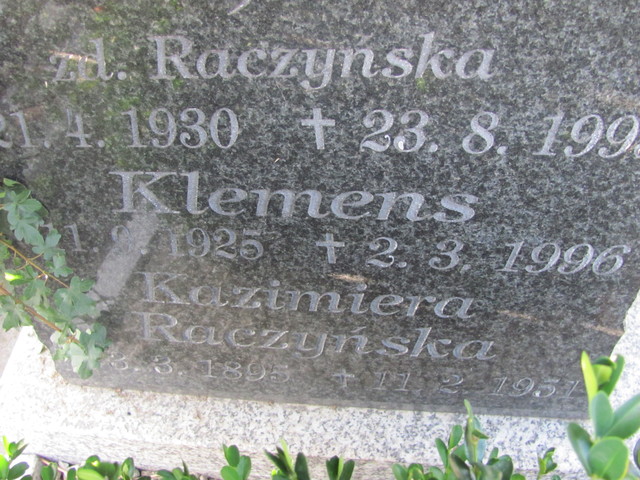 zd. Raczynska
21. 4. 1930 ✝ 23. 8.
Klemens
1925 ✝ 2. 3. 1996
Kazimiera
Raczyńska
3. 3. 1895 ✝ 11. 2. 1951